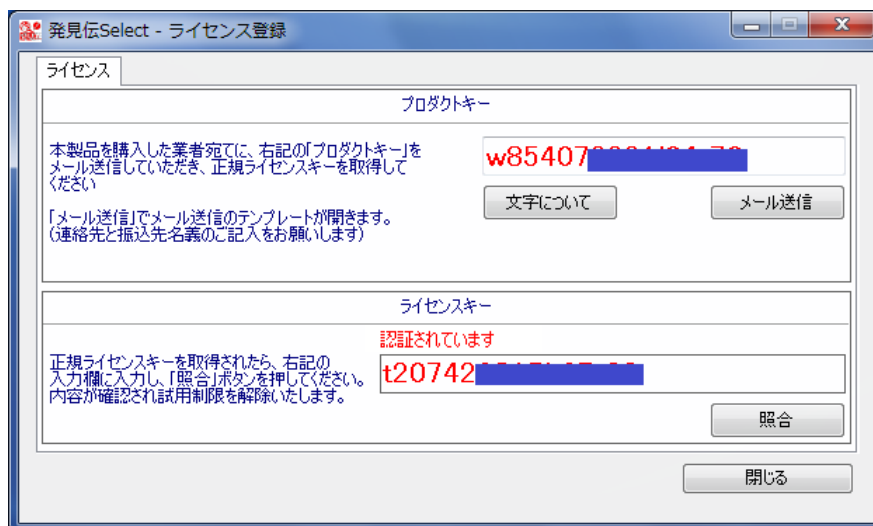 発見伝Select - ライセンス登録
ライセンス
プロダクトキー
本製品を購入した業者宛てに、右記の「プロダクトキー」を
メール送信していただき、正規ライセンスキーを取得して
ください
「メール送信」でメール送信のテンプレートが開きます。
(連絡先と振込先名義のご記入をお願いします)
w85407
文字について
メール送信
ライセンスキー
認証されています
正規ライセンスキーを取得されたら、右記の
入力欄に入力し、「照合」ボタンを押してください。
内容が確認され試用制限を解除いたします。
t20742
照合
閉じる